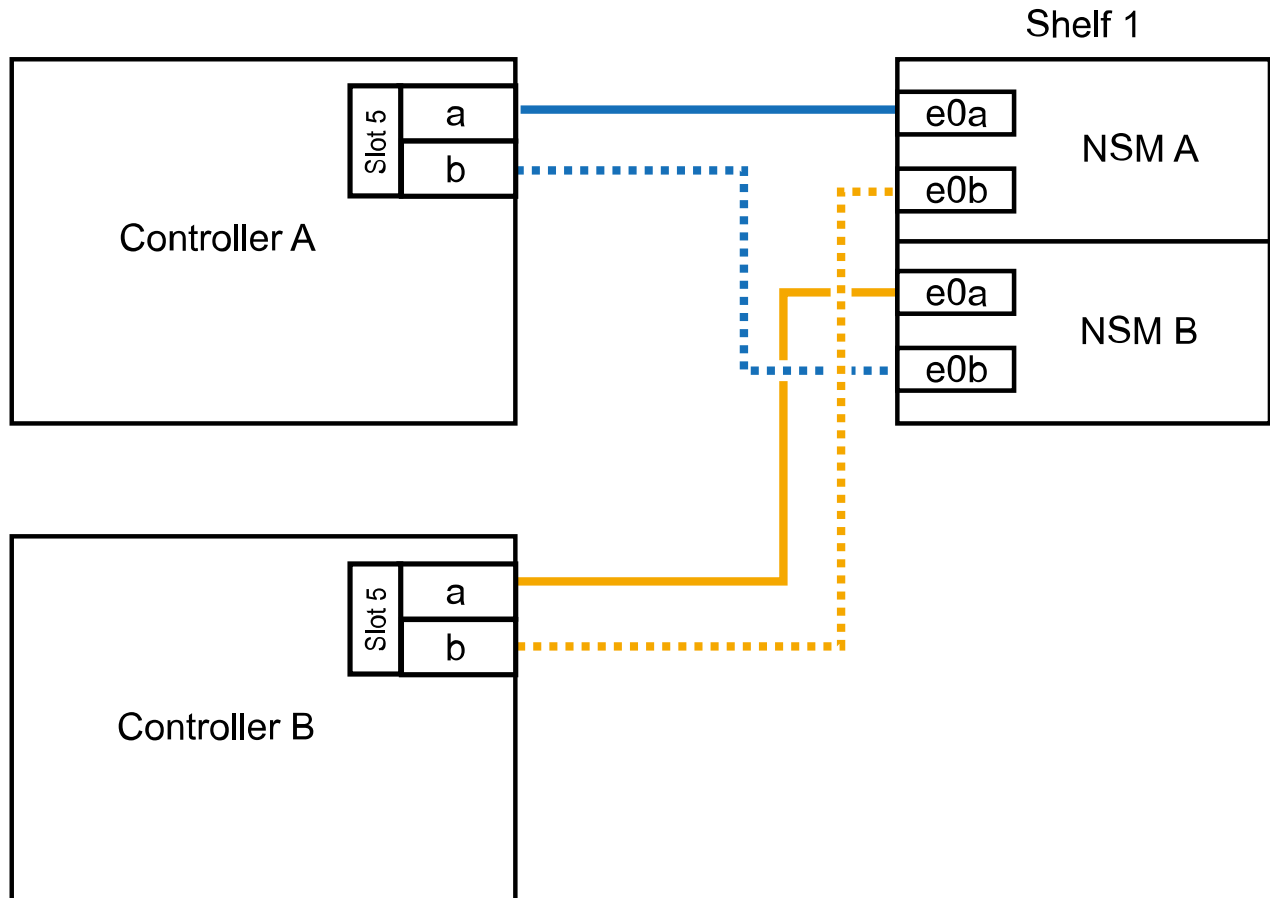 Shelf 1
Slot 5
a
b
Controller A
e0a
e0b
NSM A
e0a
e0b
NSM B
Slot 5
a
b
Controller B